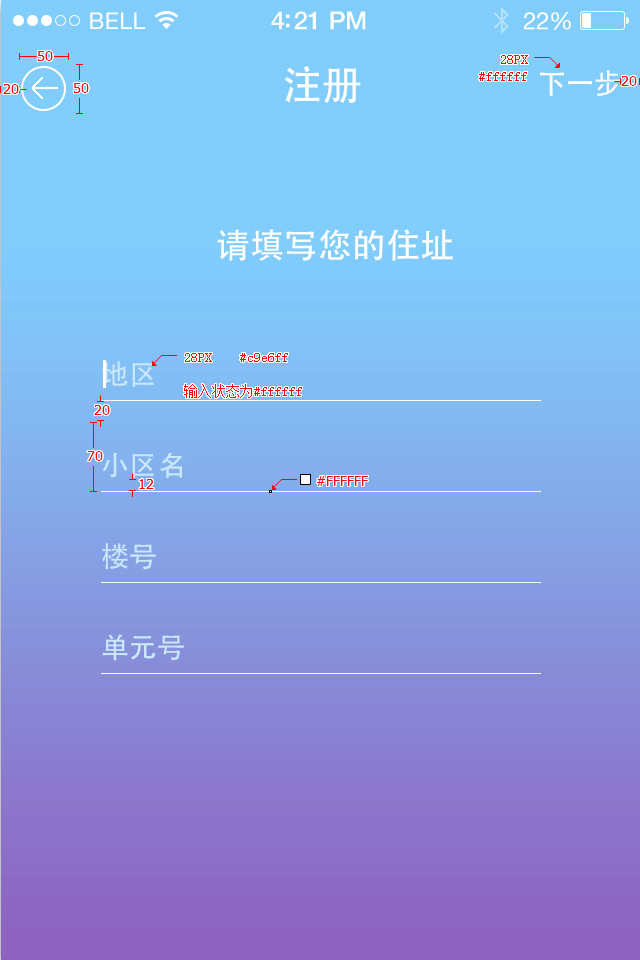 BELL 4:21 PM 22%
50
28PX
#ffffff
20 50 注册 下一步 20
请填写您的住址
28PX #c9e6ff
地区
输入状态为#ffffff
20
70
小区名
12 #FFFFFF
楼号
单元号